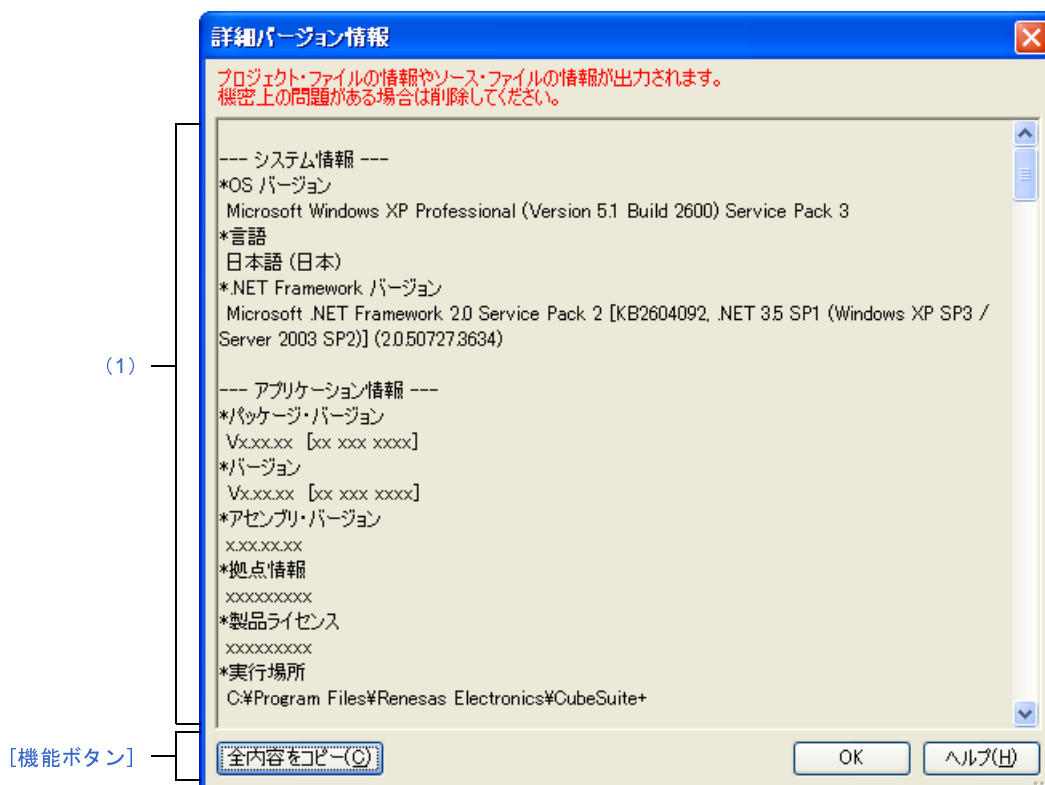 詳細バージョン情報
プロジェクト・ファイルの情報やソース・ファイルの情報が出力されます。
機密上の問題がある場合は削除してください。
--- システム情報 ---
*OS バージョン
Microsoft Windows XP Professional (Version 5.1 Build 2600) Service Pack 3
*言語
日本語 (日本)
*.NET Framework バージョン
Microsoft .NET Framework 2.0 Service Pack 2 [KB2604092, .NET 3.5 SP1 (Windows XP SP3 /
Server 2003 SP2)] (2.0.50727.3634)
(1)
--- アプリケーション情報 ---
*パッケージ・バージョン
Vx.xx.xx [xx xxx xxxx]
*バージョン
Vx.xx.xx [xx xxx xxxx]
*アセンブリ・バージョン
x.xx.xx.xx
*拠点情報
xxxxxxxxx
*製品ライセンス
xxxxxxxxx
*実行場所
C:¥Program Files¥Renesas Electronics¥CubeSuite+
[機能ボタン]
全内容をコピー(C) OK ヘルプ(H)